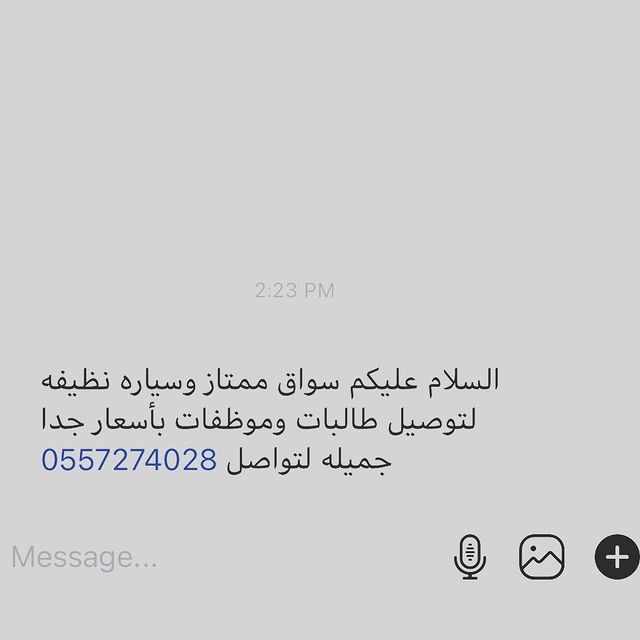 2:23 PM
السلام عليكم سواق ممتاز وسياره نظيفه
لتوصيل طالبات وموظفات بأسعار جدا
جميله لتواصل 0557274028
Message...